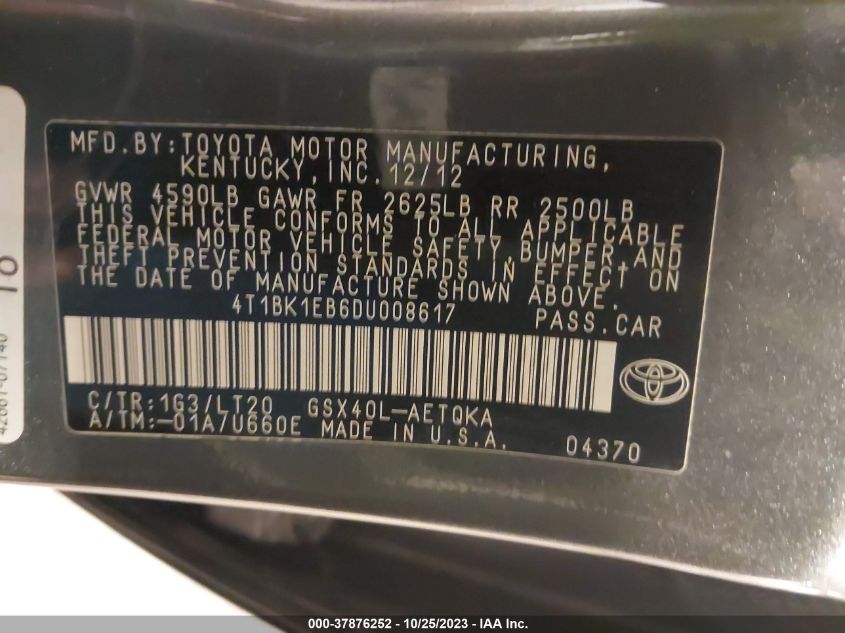 MFD.BY:TOYOTA MOTOR MANUFACTURING,
KENTUCKY,INC. 12/12
GVWR 4590LB GAWR FR 2625LB RR 2500LB
THIS VEHICLE CONFORMS TO ALL APPLICABLE
FEDERAL MOTOR VEHICLE SAFETY,BUMPER,AND
THEFT PREVENTION STANDARDS IN EFFECT ON
THE DATE OF MANUFACTURE SHOWN ABOVE.
4T1BK1EB6DU008617 PASS.CAR
C/TR:1G3/LT20 GSX40L-AETQKA
A/TM:-01A/U660E MADE IN U.S.A. 04370
10
42661-07140
000-37876252 - 10/25/2023 - IAA Inc.